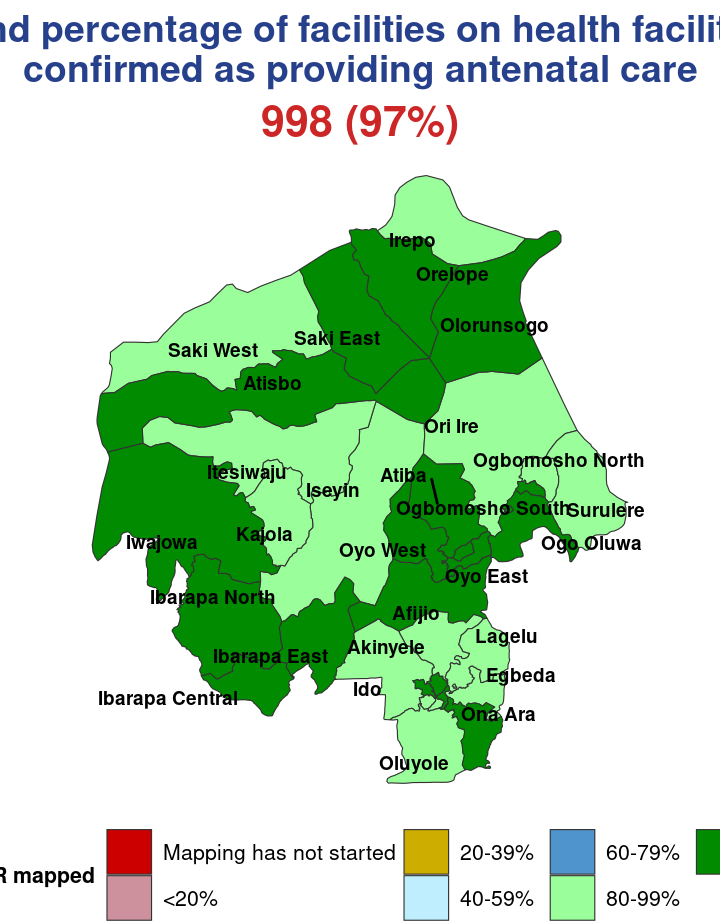 nd percentage of facilities on health facilit
confirmed as providing antenatal care
998 (97%)
Irepo
Orelope
Olorunsogo
Saki East
Saki West
Atisbo
Ori Ire
Ogbomosho North
Itesiwaju
Atiba
Iseyin
Ogbomosho South
Surulere
Kajola
Iwajowa
Oyo West
Ogo Oluwa
Oyo East
Ibarapa North
Afijio
Lagelu
Akinyele
Ibarapa East
Egbeda
Ido
Ibarapa Central
Ona Ara
Oluyole
R mapped
Mapping has not started
20-39%
60-79%
<20%
40-59%
80-99%